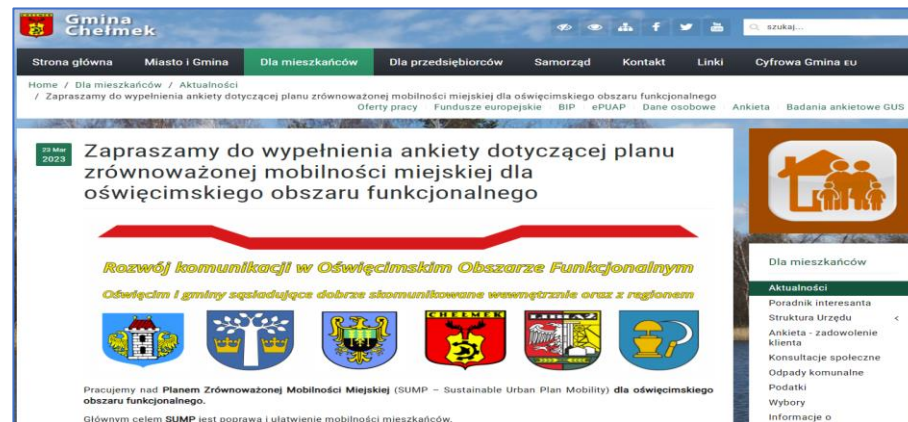 Gmina
Chełmek
szukaj...
Strona główna Miasto i Gmina Dla mieszkańców Dla przedsiębiorców Samorząd Kontakt Linki Cyfrowa Gmina EU
Home / Dla mieszkańców / Aktualności
/ Zapraszamy do wypełnienia ankiety dotyczącej planu zrównoważonej mobilności miejskiej dla oświęcimskiego obszaru funkcjonalnego
Oferty pracy Fundusze europejskie BIP ePUAP Dane osobowe Ankieta Badania ankietowe GUS
23 Mar
2023
Zapraszamy do wypełnienia ankiety dotyczącej planu
zrównoważonej mobilności miejskiej dla
oświęcimskiego obszaru funkcjonalnego
Rozwój komunikacji w Oświęcimskim Obszarze Funkcjonalnym
Oświęcim i gminy sąsiadujące dobrze skomunikowane wewnętrznie oraz z regionem
CHEŁMEK
LIBIĄŻ
Pracujemy nad Planem Zrównoważonej Mobilności Miejskiej (SUMP – Sustainable Urban Plan Mobility) dla oświęcimskiego
obszaru funkcjonalnego.
Głównym celem SUMP jest poprawa i ułatwienie mobilności mieszkańców.
Dla mieszkańców
Aktualności
Poradnik interesanta
Struktura Urzędu <
Ankieta - zadowolenie
klienta
Konsultacje społeczne
Odpady komunalne
Podatki
Wybory
Informacje o